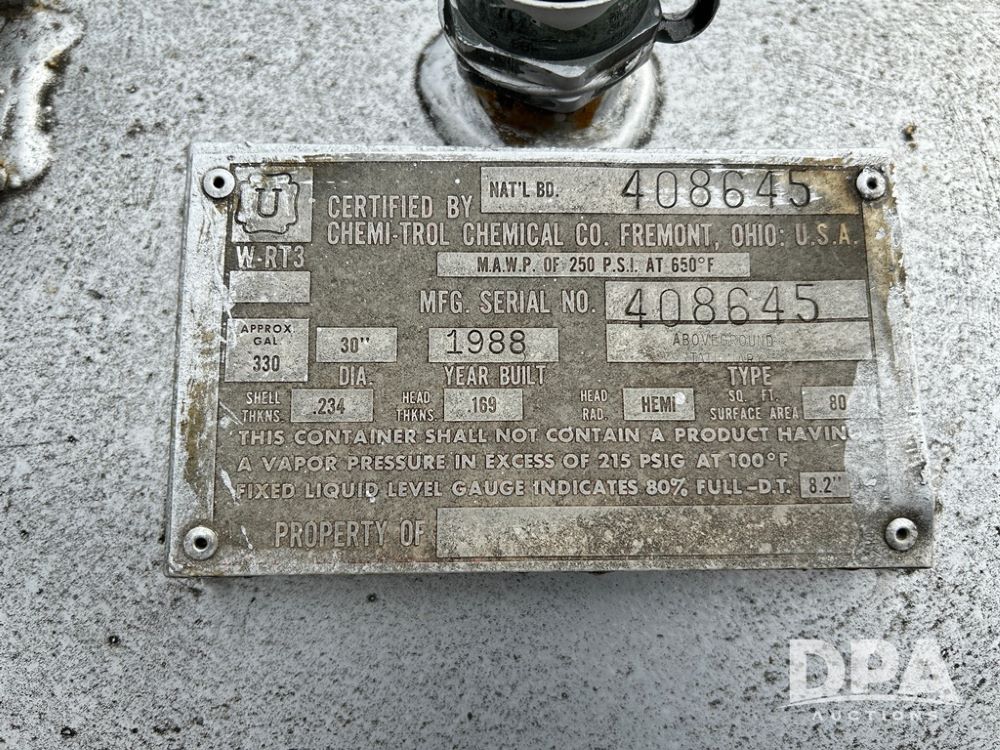 U
NAT'L BD. 408645
CERTIFIED BY
CHEMI-TROL CHEMICAL CO. FREMONT, OHIO: U.S.A.
W-RT3
M.A.W.P. OF 250 P.S.I. AT 650°F
MFG. SERIAL NO. 408645
APPROX GAL 330
30" DIA.
1988 YEAR BUILT
ABOVEGROUND
TYPE
SHELL THKNS. .234
HEAD THKNS .169
HEAD RAD. HEMI
SQ. FT. SURFACE AREA 80
THIS CONTAINER SHALL NOT CONTAIN A PRODUCT HAVING
A VAPOR PRESSURE IN EXCESS OF 215 PSIG AT 100°F
FIXED LIQUID LEVEL GAUGE INDICATES 80% FULL-D.T. 8.2"
PROPERTY OF
DPA
AUCTIONS